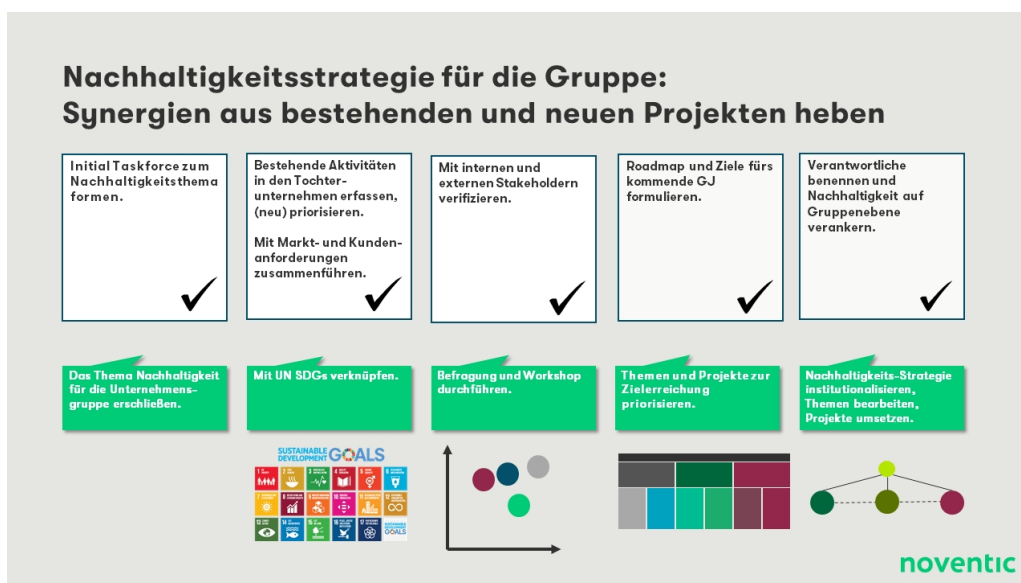 Nachhaltigkeitsstrategie für die Gruppe:
Synergien aus bestehenden und neuen Projekten heben
Initial Taskforce zum
Nachhaltigkeitsthema
formen.
Bestehende Aktivitäten
in den Tochter-
unternehmen erfassen,
(neu) priorisieren.
Mit Markt- und Kunden-
anforderungen
zusammenführen.
Mit internen und
externen Stakeholdern
verifizieren.
Roadmap und Ziele fürs
kommende GJ
formulieren.
Verantwortliche
benennen und
Nachhaltigkeit auf
Gruppenebene
verankern.
Das Thema Nachhaltigkeit
für die Unternehmens-
gruppe erschließen.
Mit UN SDGs verknüpfen.
Befragung und Workshop
durchführen.
Themen und Projekte zur
Zielerreichung
priorisieren.
Nachhaltigkeits-Strategie
institutionalisieren,
Themen bearbeiten,
Projekte umsetzen.
SUSTAINABLE
DEVELOPMENT GOALS
noventic